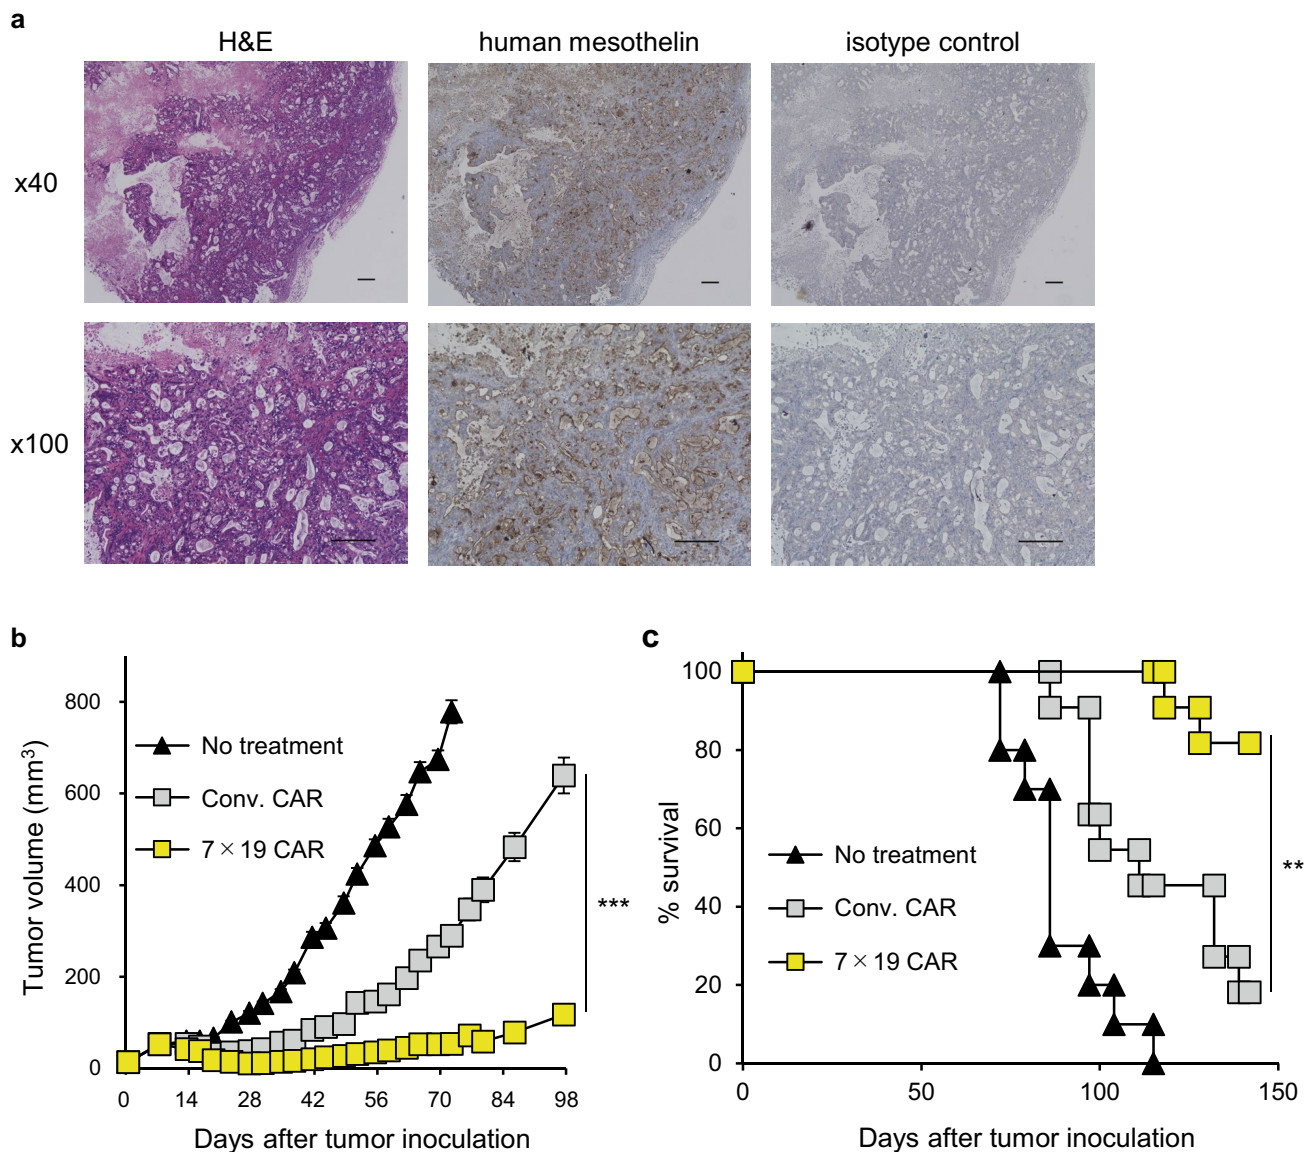 a
H&E
human mesothelin
isotype control
x40
x100
b
800
600
400
200
0
Tumor volume (mm³)
No treatment
Conv. CAR
7×19 CAR
***
0 14 28 42 56 70 84 98
Days after tumor inoculation
c
100
80
60
40
20
0
% survival
No treatment
Conv. CAR
7×19 CAR
**
0 50 100 150
Days after tumor inoculation